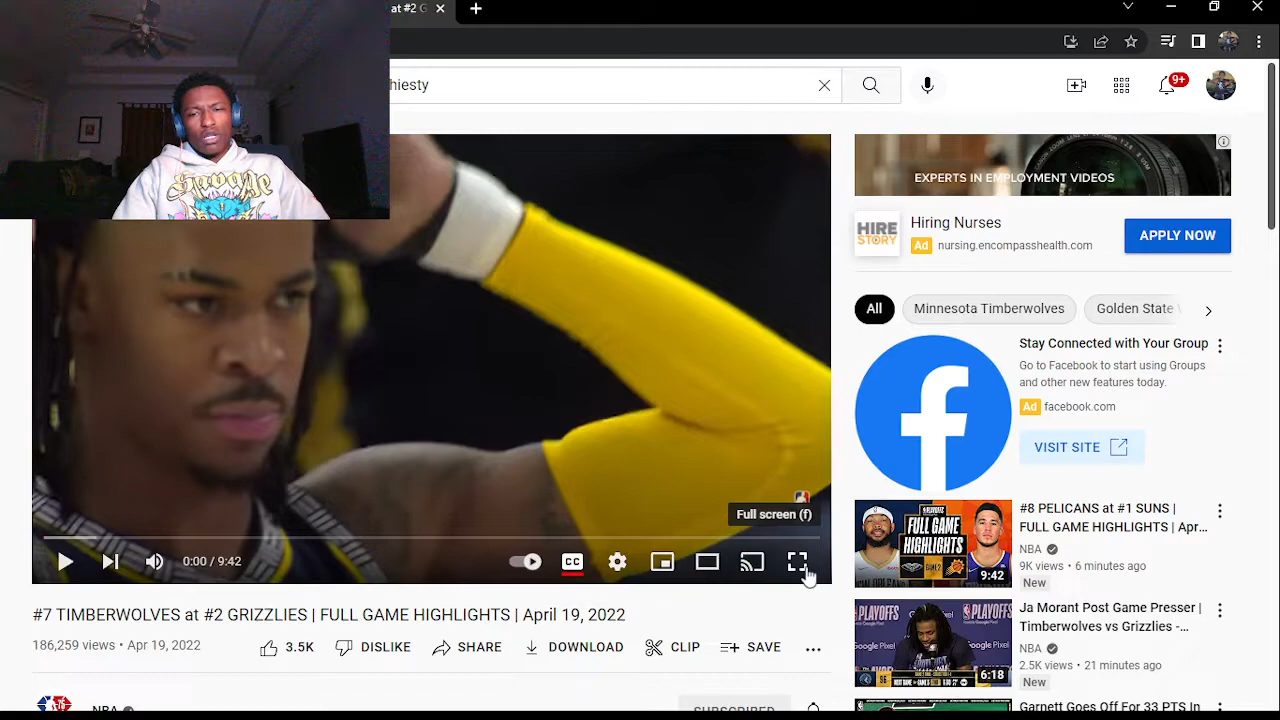 at #2 G
hiesty
9+
Savage
EXPERTS IN EMPLOYMENT VIDEOS
HIRE
STORY
Hiring Nurses
Ad nursing.encompasshealth.com
APPLY NOW
All
Minnesota Timberwolves
Golden State
Stay Connected with Your Group
Go to Facebook to start using Groups
and other new features today.
Ad facebook.com
VISIT SITE
Full screen (f)
0:00 / 9:42
CC
#7 TIMBERWOLVES at #2 GRIZZLIES | FULL GAME HIGHLIGHTS | April 19, 2022
186,259 views • Apr 19, 2022
3.5K
DISLIKE
SHARE
DOWNLOAD
CLIP
SAVE
PLAYOFFS
FULL GAME
HIGHLIGHTS
9:42
#8 PELICANS at #1 SUNS |
FULL GAME HIGHLIGHTS | Apr...
NBA
9K views • 6 minutes ago
New
PLAYOFFS
6:18
Ja Morant Post Game Presser |
Timberwolves vs Grizzlies -...
NBA
2.5K views • 21 minutes ago
New
NBA
SUBSCRIBED
Garnett Off For 33 PTS In